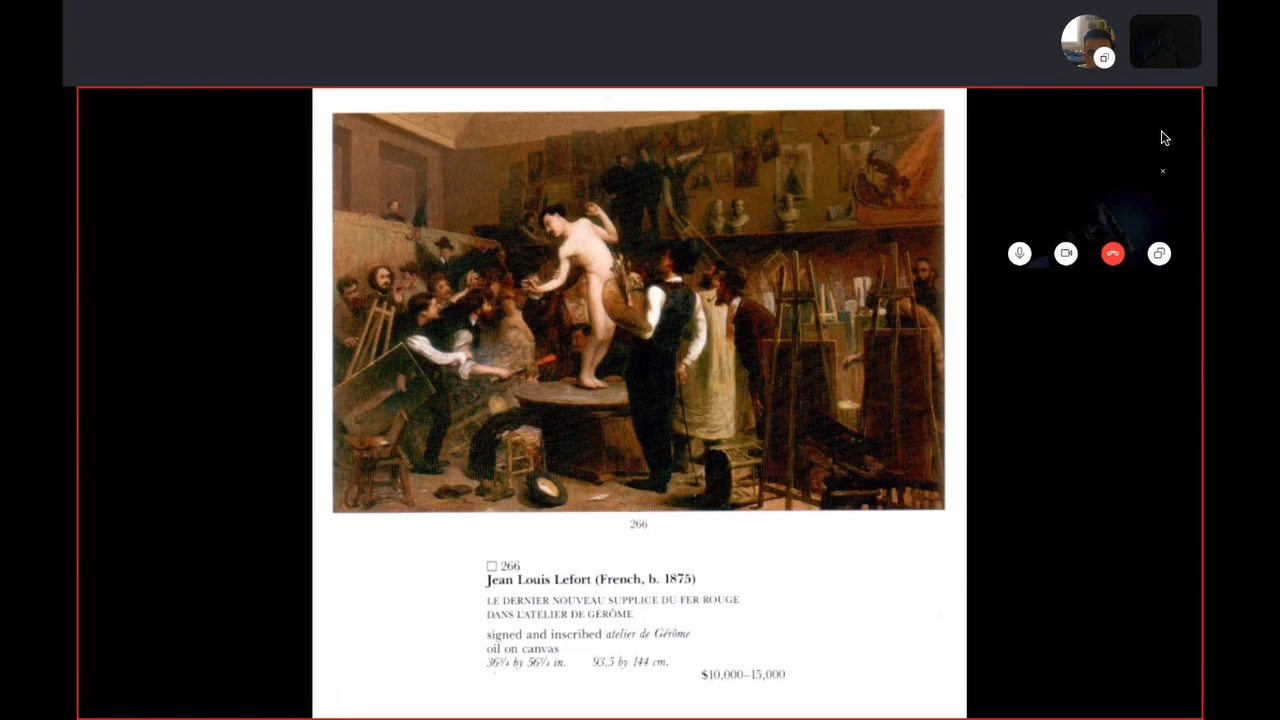 266
□ 266
Jean Louis Lefort (French, b. 1875)
LE DERNIER NOUVEAU SUPPLICE DU FER ROUGE
DANS L'ATELIER DE GÉRÔME
signed and inscribed atelier de Gérôme
oil on canvas
36¾ by 56¾ in. 93.5 by 144 cm.
$10,000–15,000